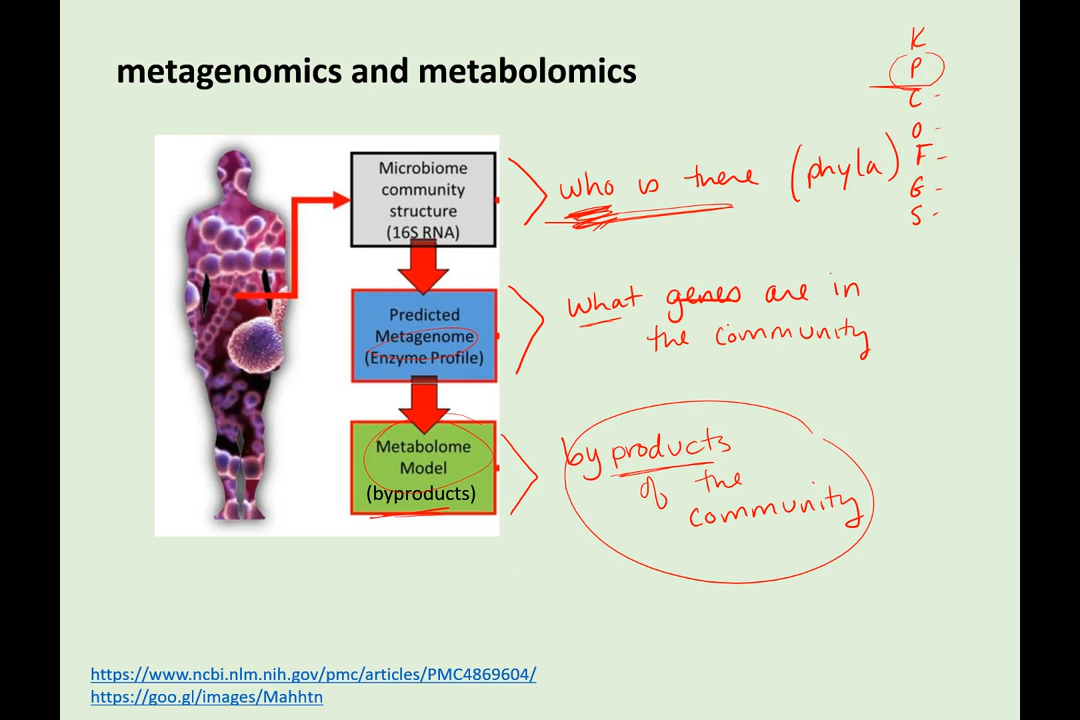 metagenomics and metabolomics
K
P
C -
O -
F -
G -
S -
Microbiome
community
structure
(16S RNA)
who is there (phyla)
Predicted
Metagenome
(Enzyme Profile)
what genes are in
the community
Metabolome
Model
(byproducts)
by products
of the
community
https://www.ncbi.nlm.nih.gov/pmc/articles/PMC4869604/
https://goo.gl/images/Mahhtn